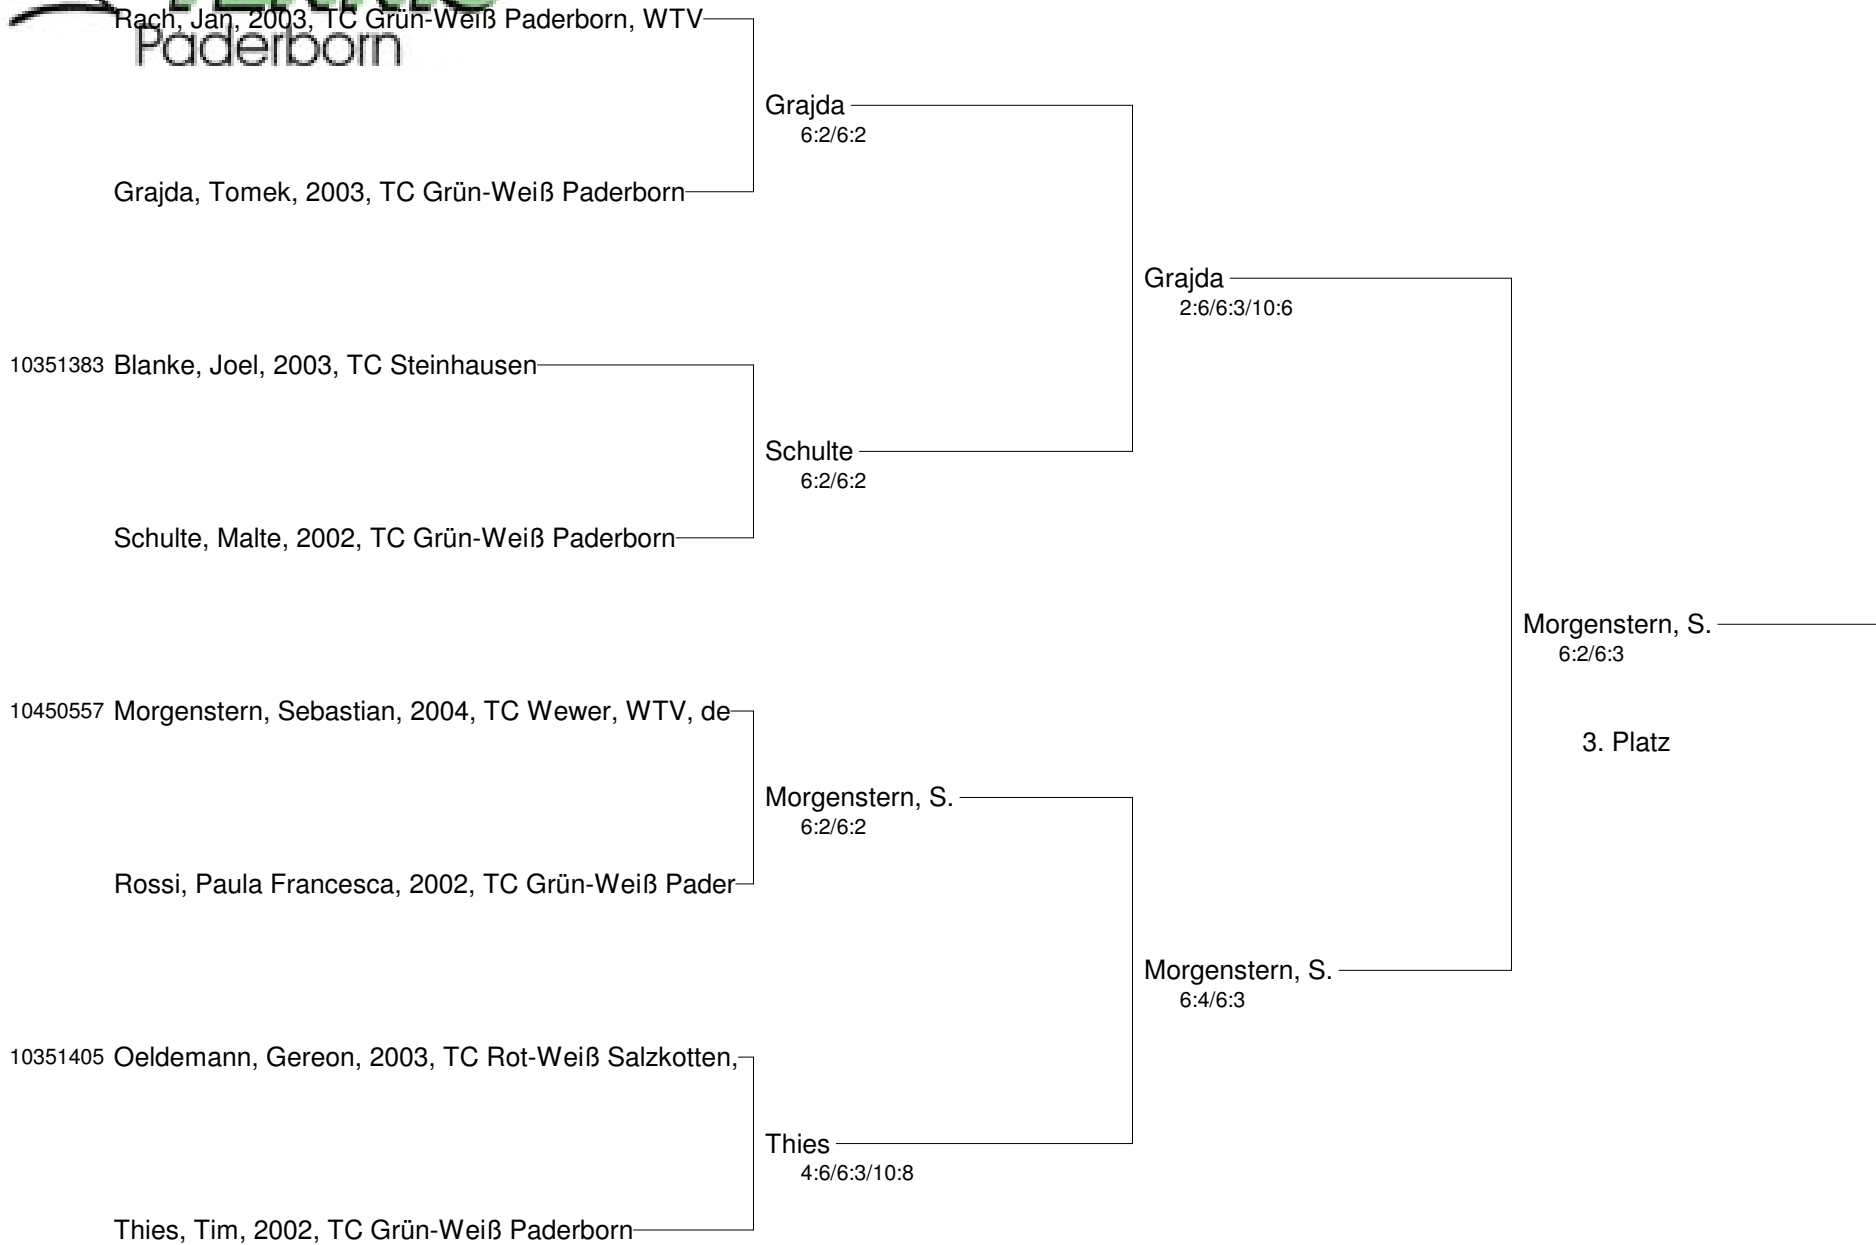 Rach, Jan, 2003, TC Grün-Weiß Paderborn, WTV
Paderborn
Grajda
6:2/6:2
Grajda, Tomek, 2003, TC Grün-Weiß Paderborn
Grajda
2:6/6:3/10:6
10351383 Blanke, Joel, 2003, TC Steinhausen
Schulte
6:2/6:2
Schulte, Malte, 2002, TC Grün-Weiß Paderborn
Morgenstern, S.
6:2/6:3
10450557 Morgenstern, Sebastian, 2004, TC Wewer, WTV, de
3. Platz
Morgenstern, S.
6:2/6:2
Rossi, Paula Francesca, 2002, TC Grün-Weiß Pader
Morgenstern, S.
6:4/6:3
10351405 Oeldemann, Gereon, 2003, TC Rot-Weiß Salzkotten,
Thies
4:6/6:3/10:8
Thies, Tim, 2002, TC Grün-Weiß Paderborn